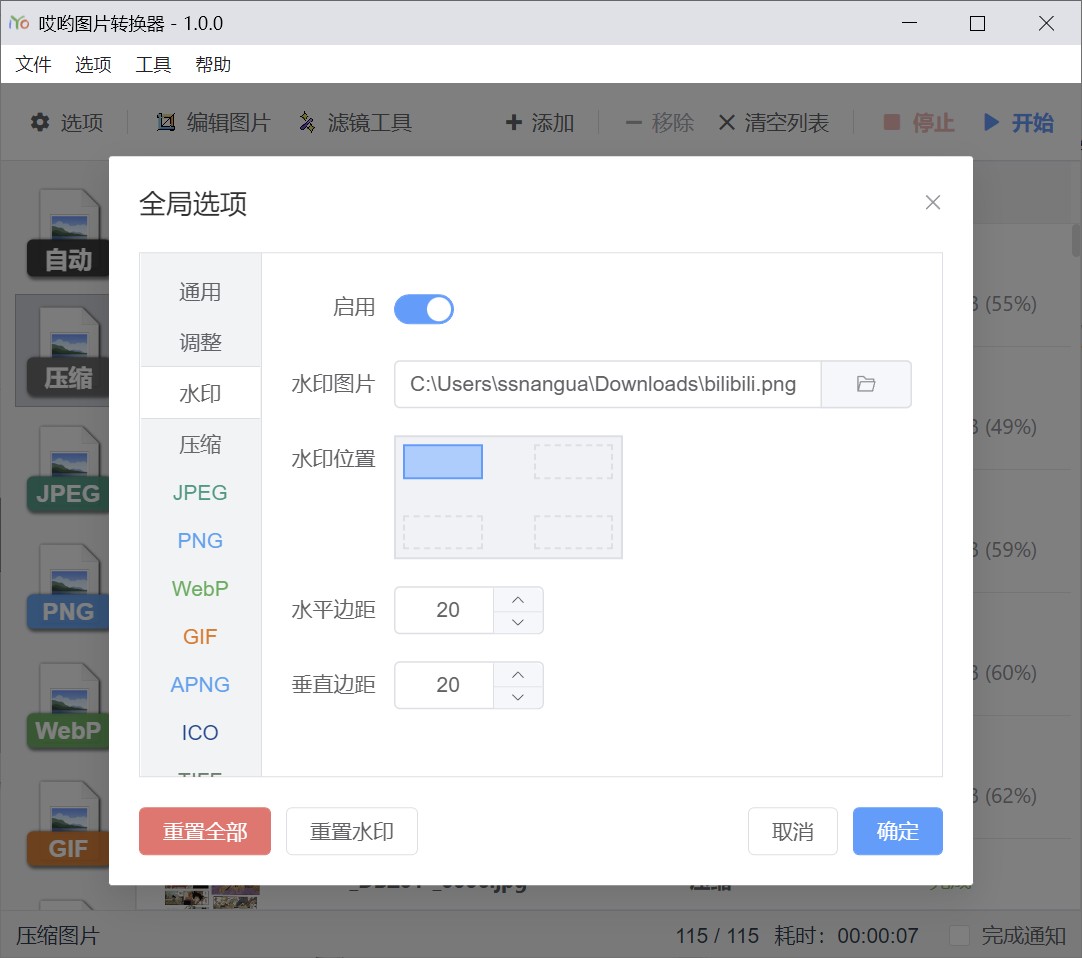 iYo 哎哟图片转换器 - 1.0.0
文件 选项 工具 帮助
选项 编辑图片 滤镜工具 添加 移除 清空列表 停止 开始
全局选项
自动
压缩
JPEG
PNG
WebP
GIF
通用
调整
水印
压缩
JPEG
PNG
WebP
GIF
APNG
ICO
启用
水印图片 C:\Users\ssnangua\Downloads\bilibili.png
水印位置
水平边距 20
垂直边距 20
(55%)
(49%)
(59%)
(60%)
(62%)
重置全部 重置水印 取消 确定
压缩图片 115 / 115 耗时：00:00:07 完成通知